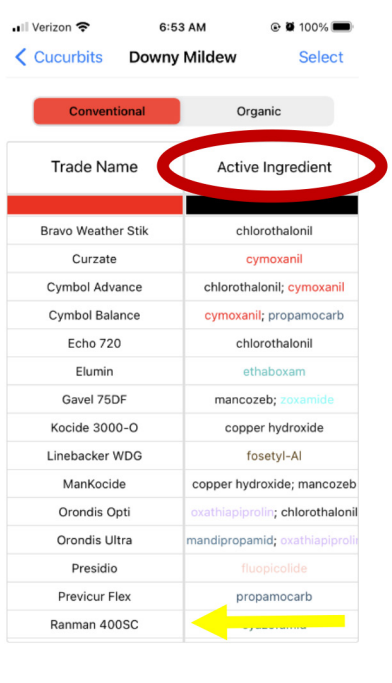 Verizon 6:53 AM 100%
Cucurbits Downy Mildew Select
Conventional Organic
Trade Name Active Ingredient
Bravo Weather Stik chlorothalonil
Curzate cymoxanil
Cymbol Advance chlorothalonil; cymoxanil
Cymbol Balance cymoxanil; propamocarb
Echo 720 chlorothalonil
Elumin ethaboxam
Gavel 75DF mancozeb; zoxamide
Kocide 3000-O copper hydroxide
Linebacker WDG fosetyl-Al
ManKocide copper hydroxide; mancozeb
Orondis Opti oxathiapiprolin; chlorothalonil
Orondis Ultra mandipropamid; oxathiapiprolin
Presidio fluopicolide
Previcur Flex propamocarb
Ranman 400SC